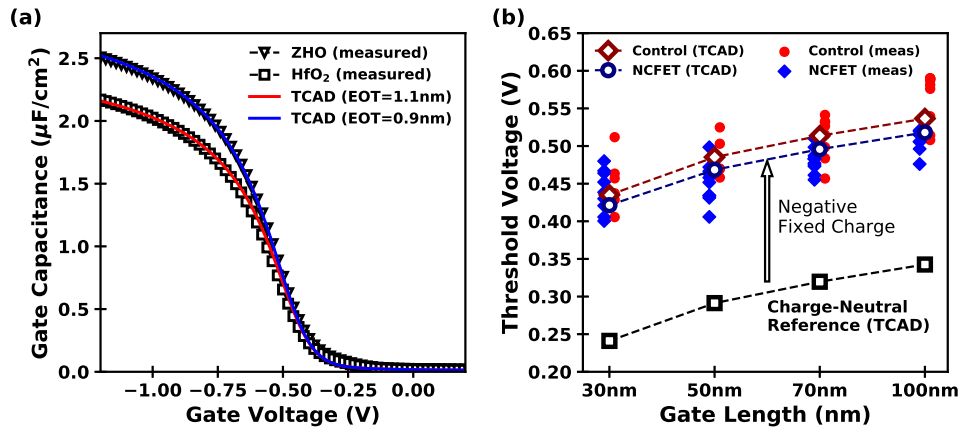 (a)
ZHO (measured)
HfO₂ (measured)
TCAD (EOT=1.1nm)
TCAD (EOT=0.9nm)
Gate Capacitance (μF/cm²)
2.5
2.0
1.5
1.0
0.5
0.0
−1.00 −0.75 −0.50 −0.25 0.00
Gate Voltage (V)
(b)
Control (TCAD) Control (meas)
NCFET (TCAD) NCFET (meas)
Threshold Voltage (V)
0.65
0.60
0.55
0.50
0.45
0.40
0.35
0.30
0.25
0.20
Negative
Fixed Charge
Charge-Neutral
Reference (TCAD)
30nm 50nm 70nm 100nm
Gate Length (nm)